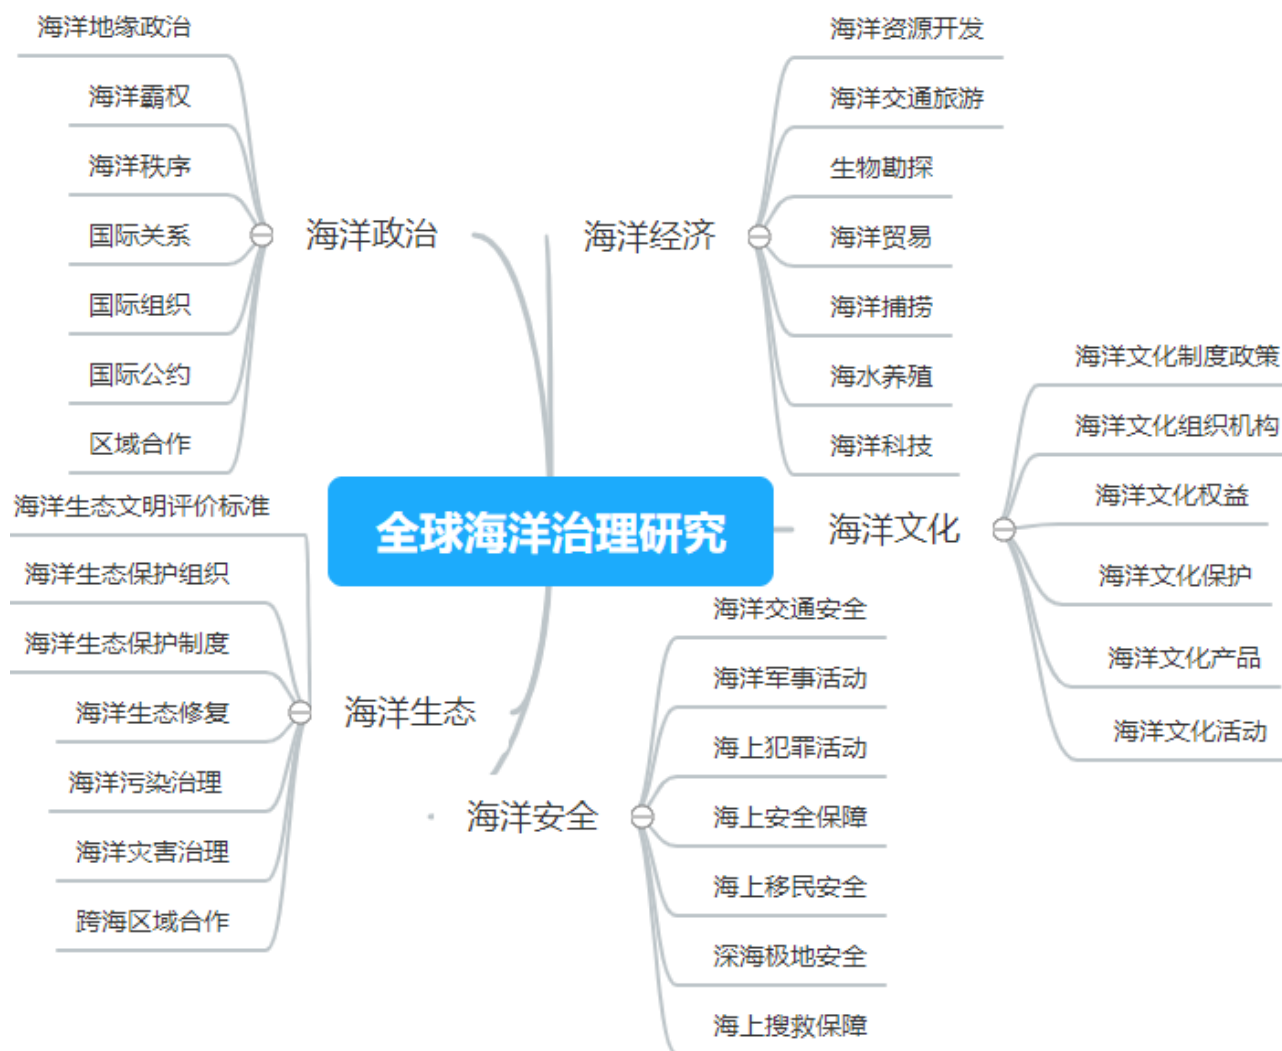 全球海洋治理研究
海洋政治
海洋地缘政治
海洋霸权
海洋秩序
国际关系
国际组织
国际公约
区域合作
海洋经济
海洋资源开发
海洋交通旅游
生物勘探
海洋贸易
海洋捕捞
海水养殖
海洋科技
海洋文化
海洋文化制度政策
海洋文化组织机构
海洋文化权益
海洋文化保护
海洋文化产品
海洋文化活动
海洋生态
海洋生态文明评价标准
海洋生态保护组织
海洋生态保护制度
海洋生态修复
海洋污染治理
海洋灾害治理
跨海区域合作
海洋安全
海洋交通安全
海洋军事活动
海上犯罪活动
海上安全保障
海上移民安全
深海极地安全
海上搜救保障